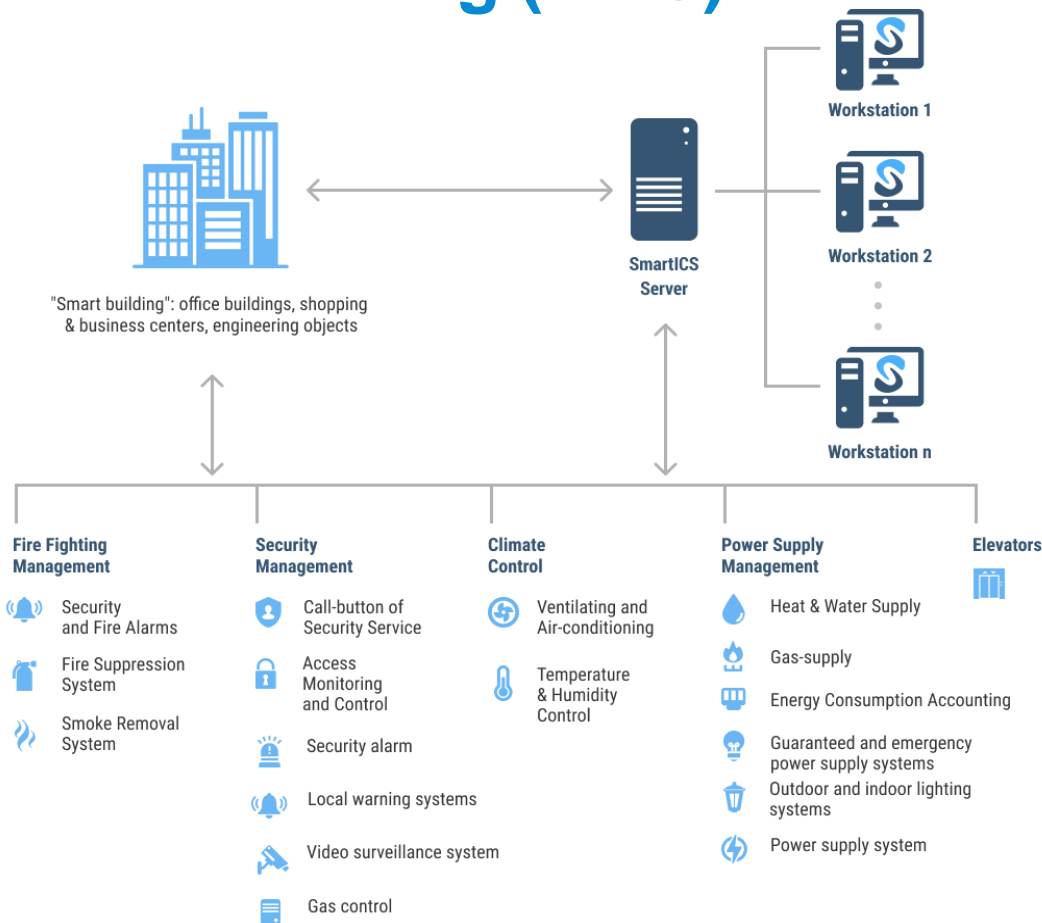 Workstation 1
Workstation 2
SmartICS
Server
"Smart building": office buildings, shopping
& business centers, engineering objects
Workstation n
Fire Fighting
Management
Security
and Fire Alarms
Fire Suppression
System
Smoke Removal
System
Security
Management
Call-button of
Security Service
Access
Monitoring
and Control
Security alarm
Local warning systems
Video surveillance system
Gas control
Climate
Control
Ventilating and
Air-conditioning
Temperature
& Humidity
Control
Power Supply
Management
Heat & Water Supply
Gas-supply
Energy Consumption Accounting
Guaranteed and emergency
power supply systems
Outdoor and indoor lighting
systems
Power supply system
Elevators